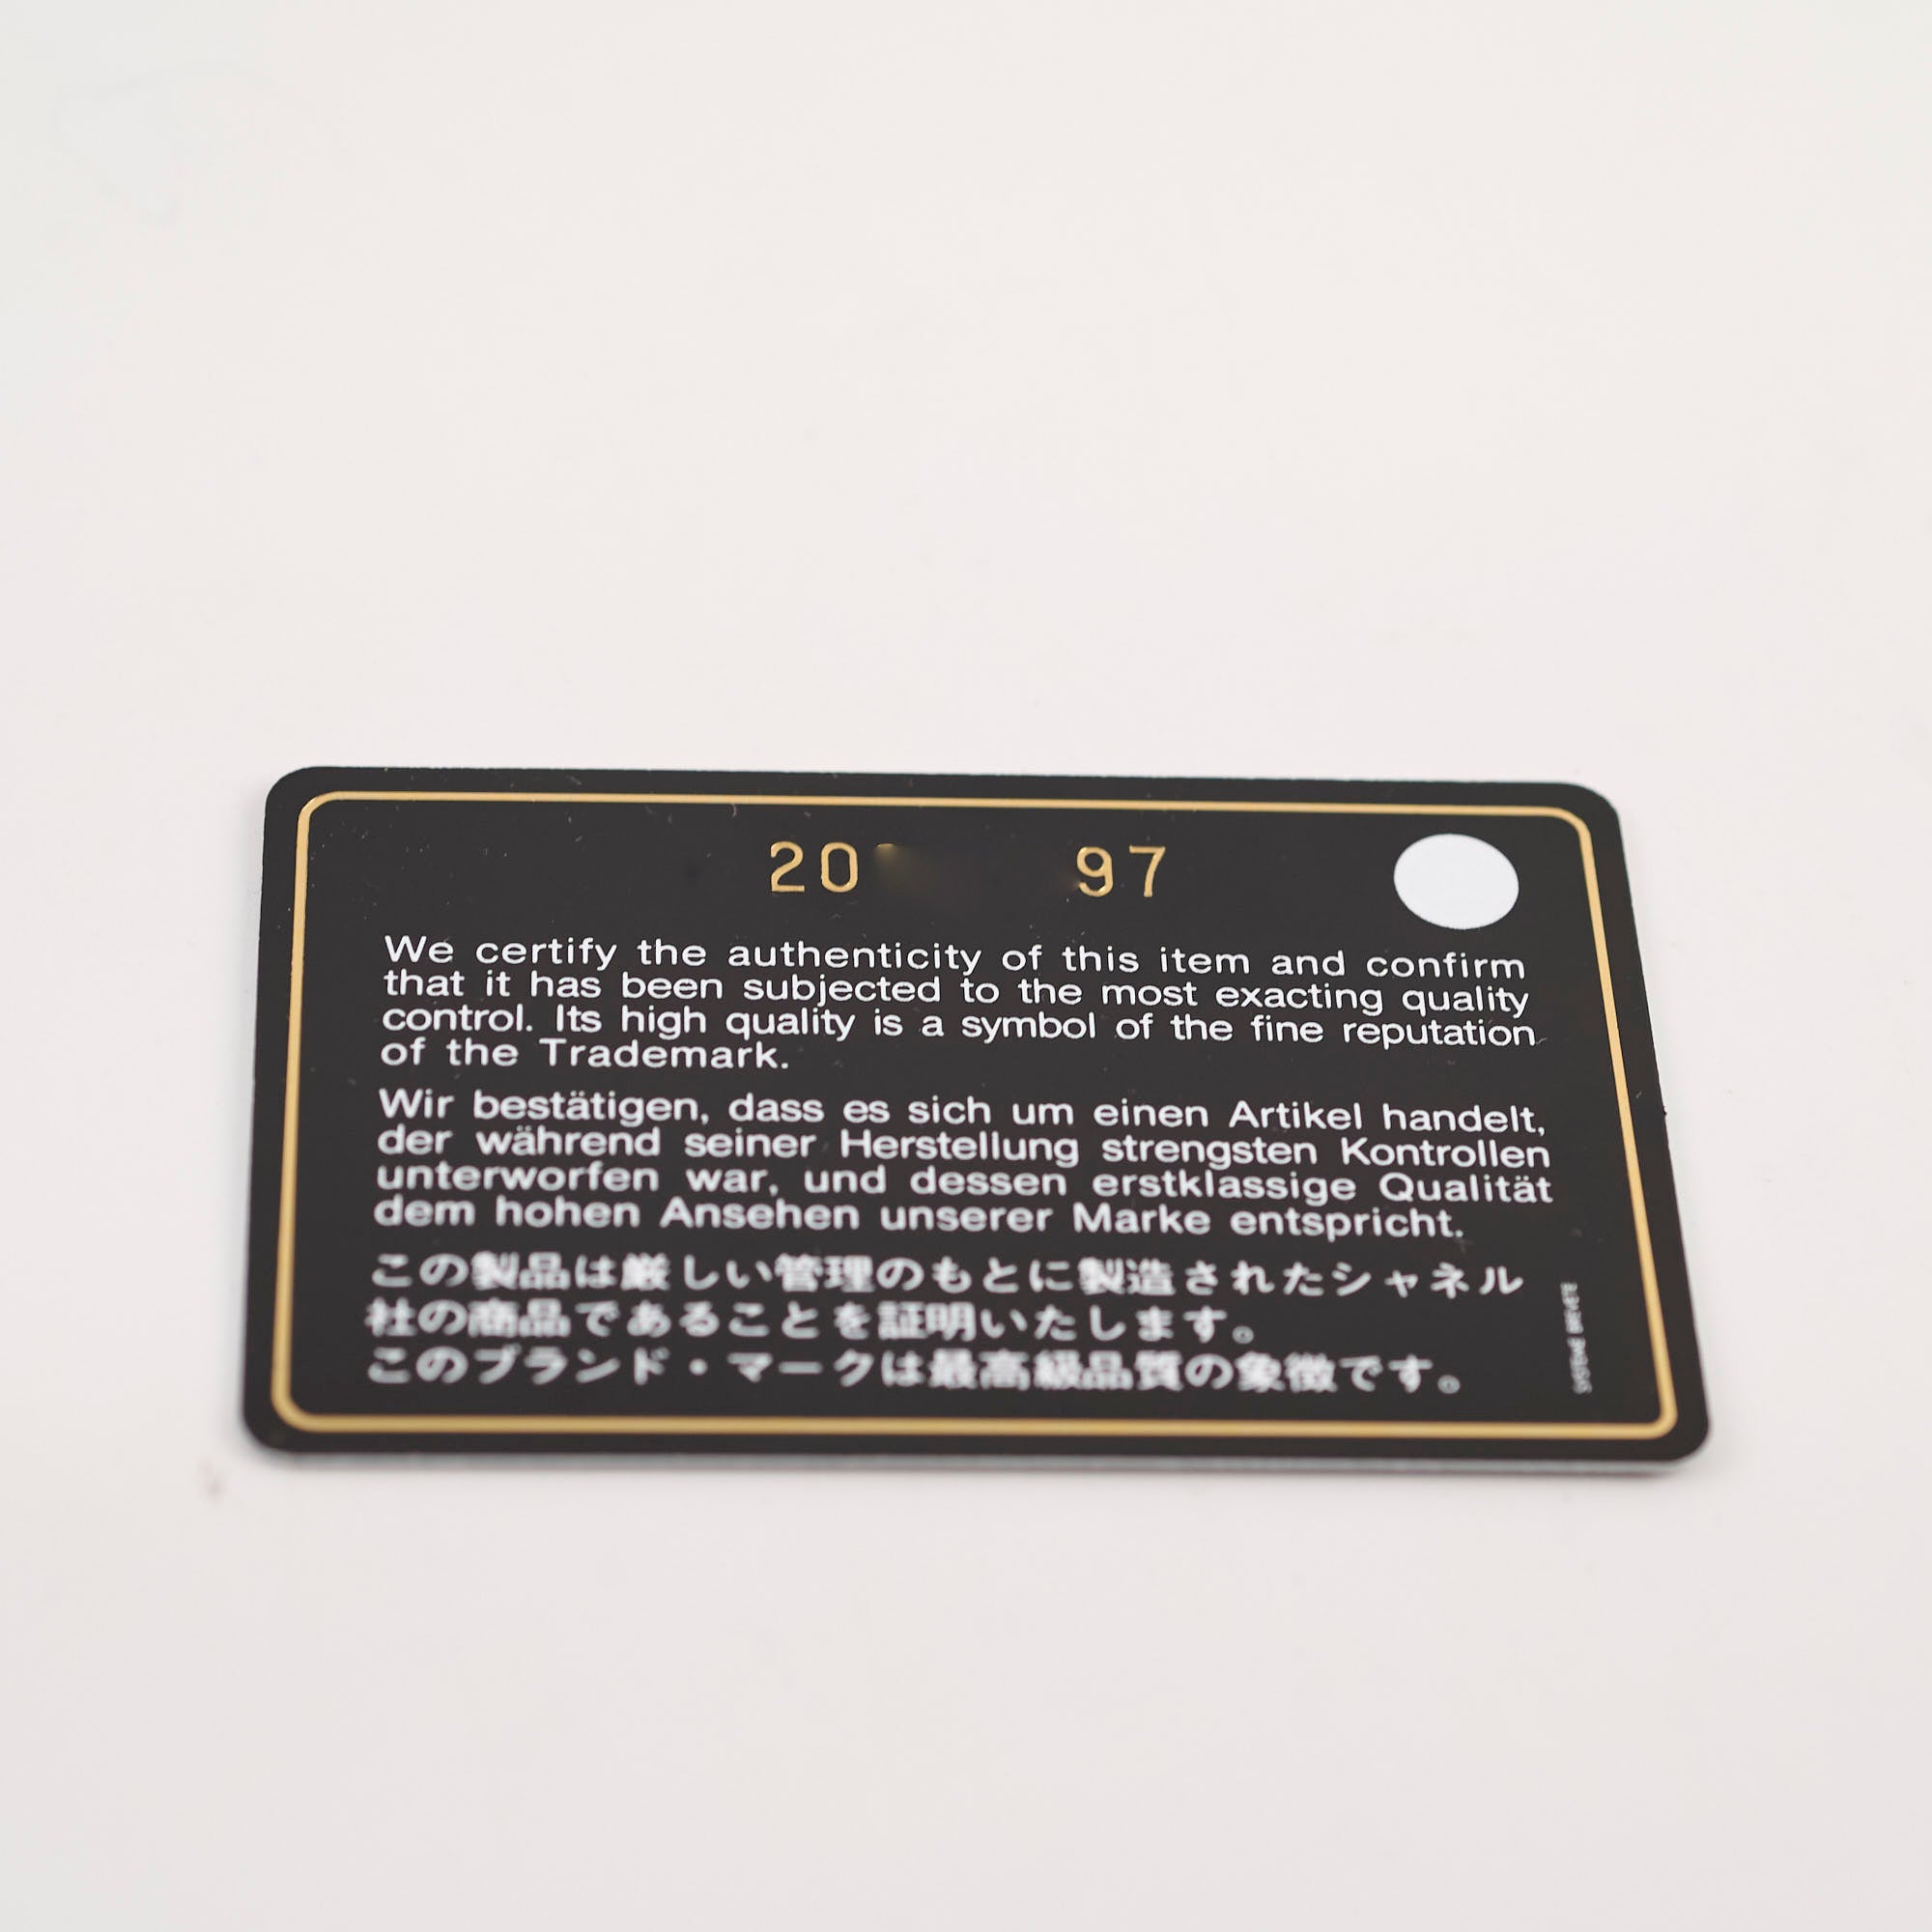 20 97
We certify the authenticity of this item and confirm
that it has been subjected to the most exacting quality
control. Its high quality is a symbol of the fine reputation
of the Trademark.
Wir bestätigen, dass es sich um einen Artikel handelt,
der während seiner Herstellung strengsten Kontrollen
unterworfen war, und dessen erstklassige Qualität
dem hohen Ansehen unserer Marke entspricht.
この製品は厳しい管理のもとに製造されたシャネル
社の商品であることを証明いたします。
このブランド・マークは最高級品質の象徴です。
SYSTEME BREVETE